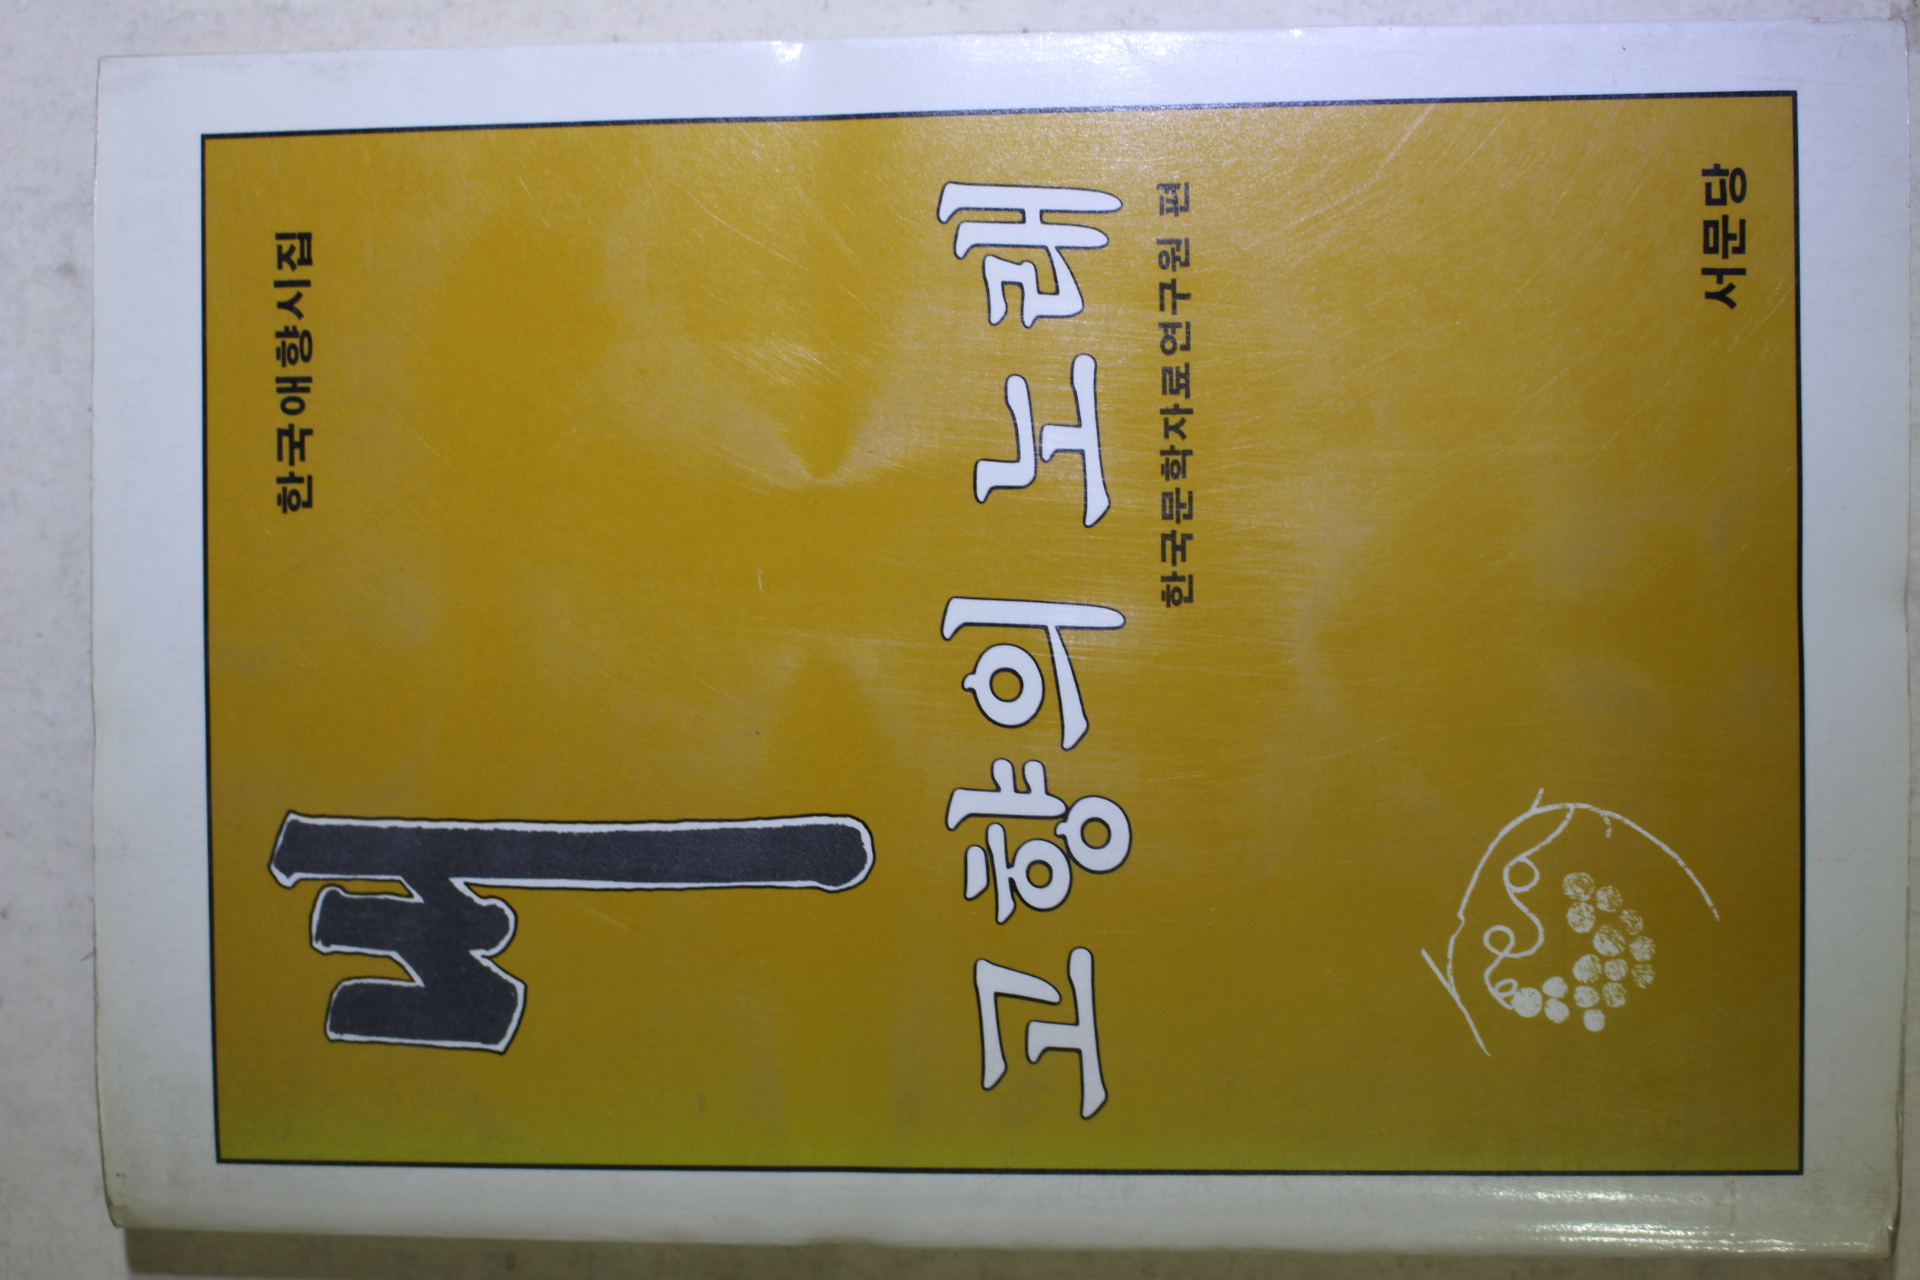 한국애향시집
고향의 노래
한국문학자료연구원 편
서문당